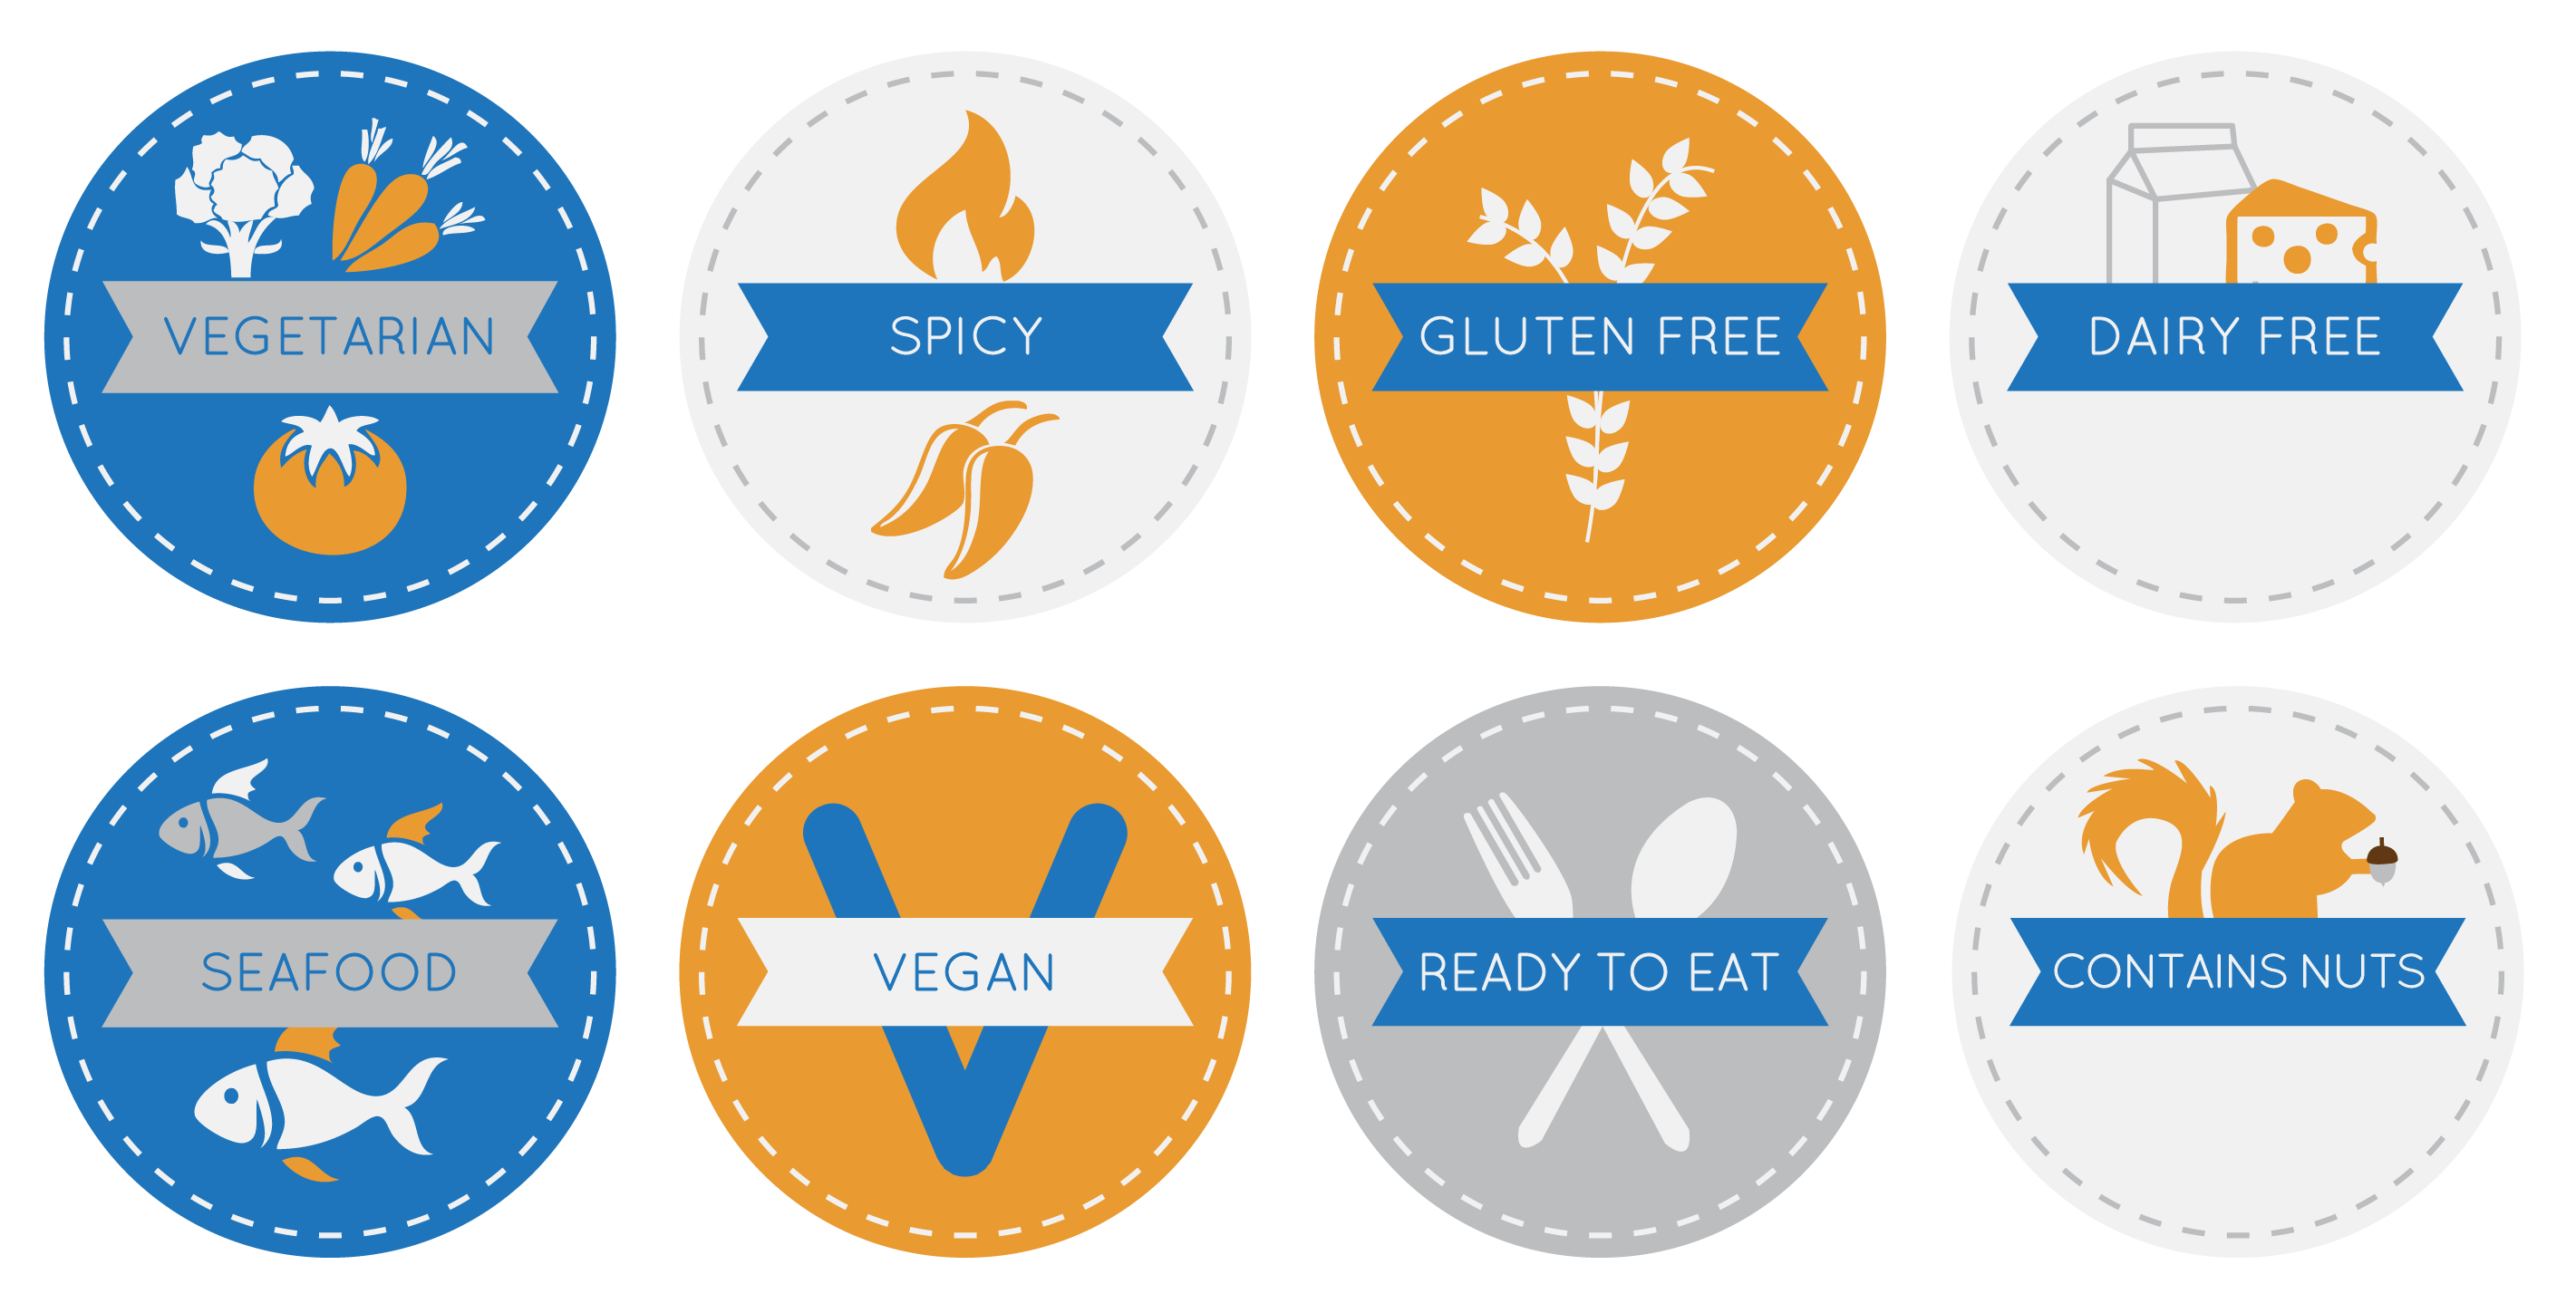 VEGETARIAN
SPICY
GLUTEN FREE
DAIRY FREE
SEAFOOD
VEGAN
READY TO EAT
CONTAINS NUTS